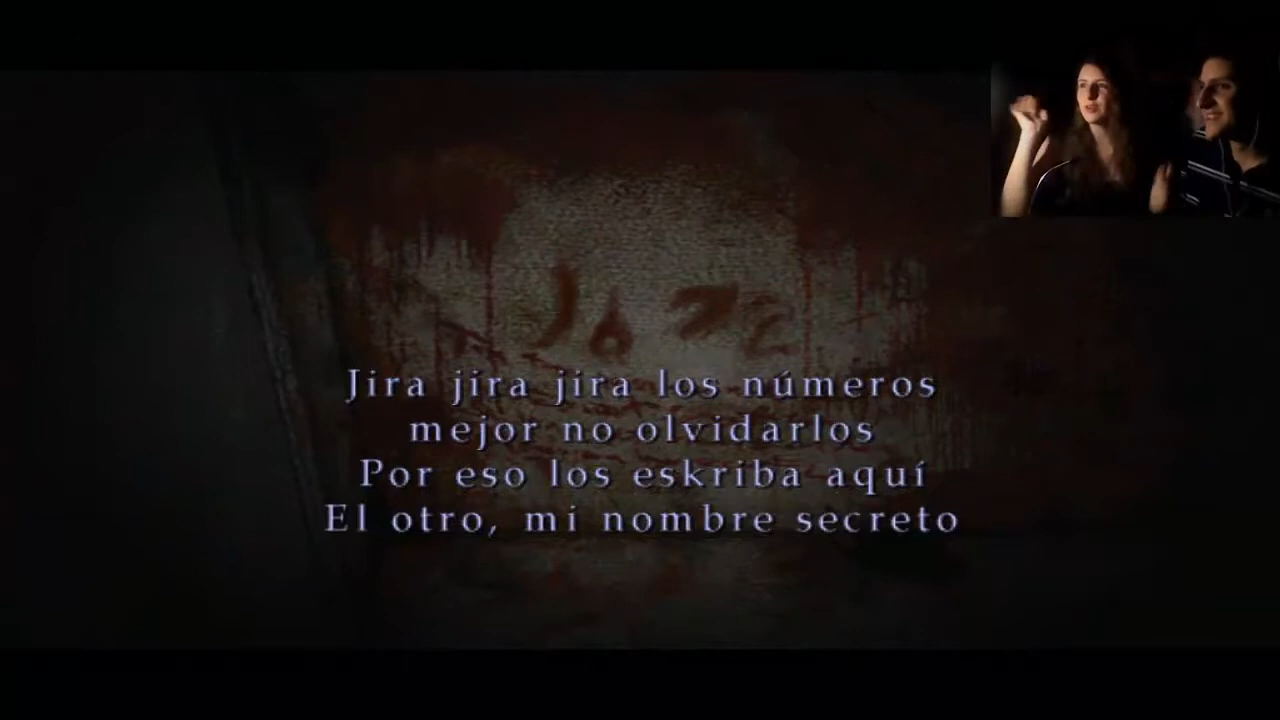 Jira jira jira los números
mejor no olvidarlos
Por eso los eskriba aquí
El otro, mi nombre secreto